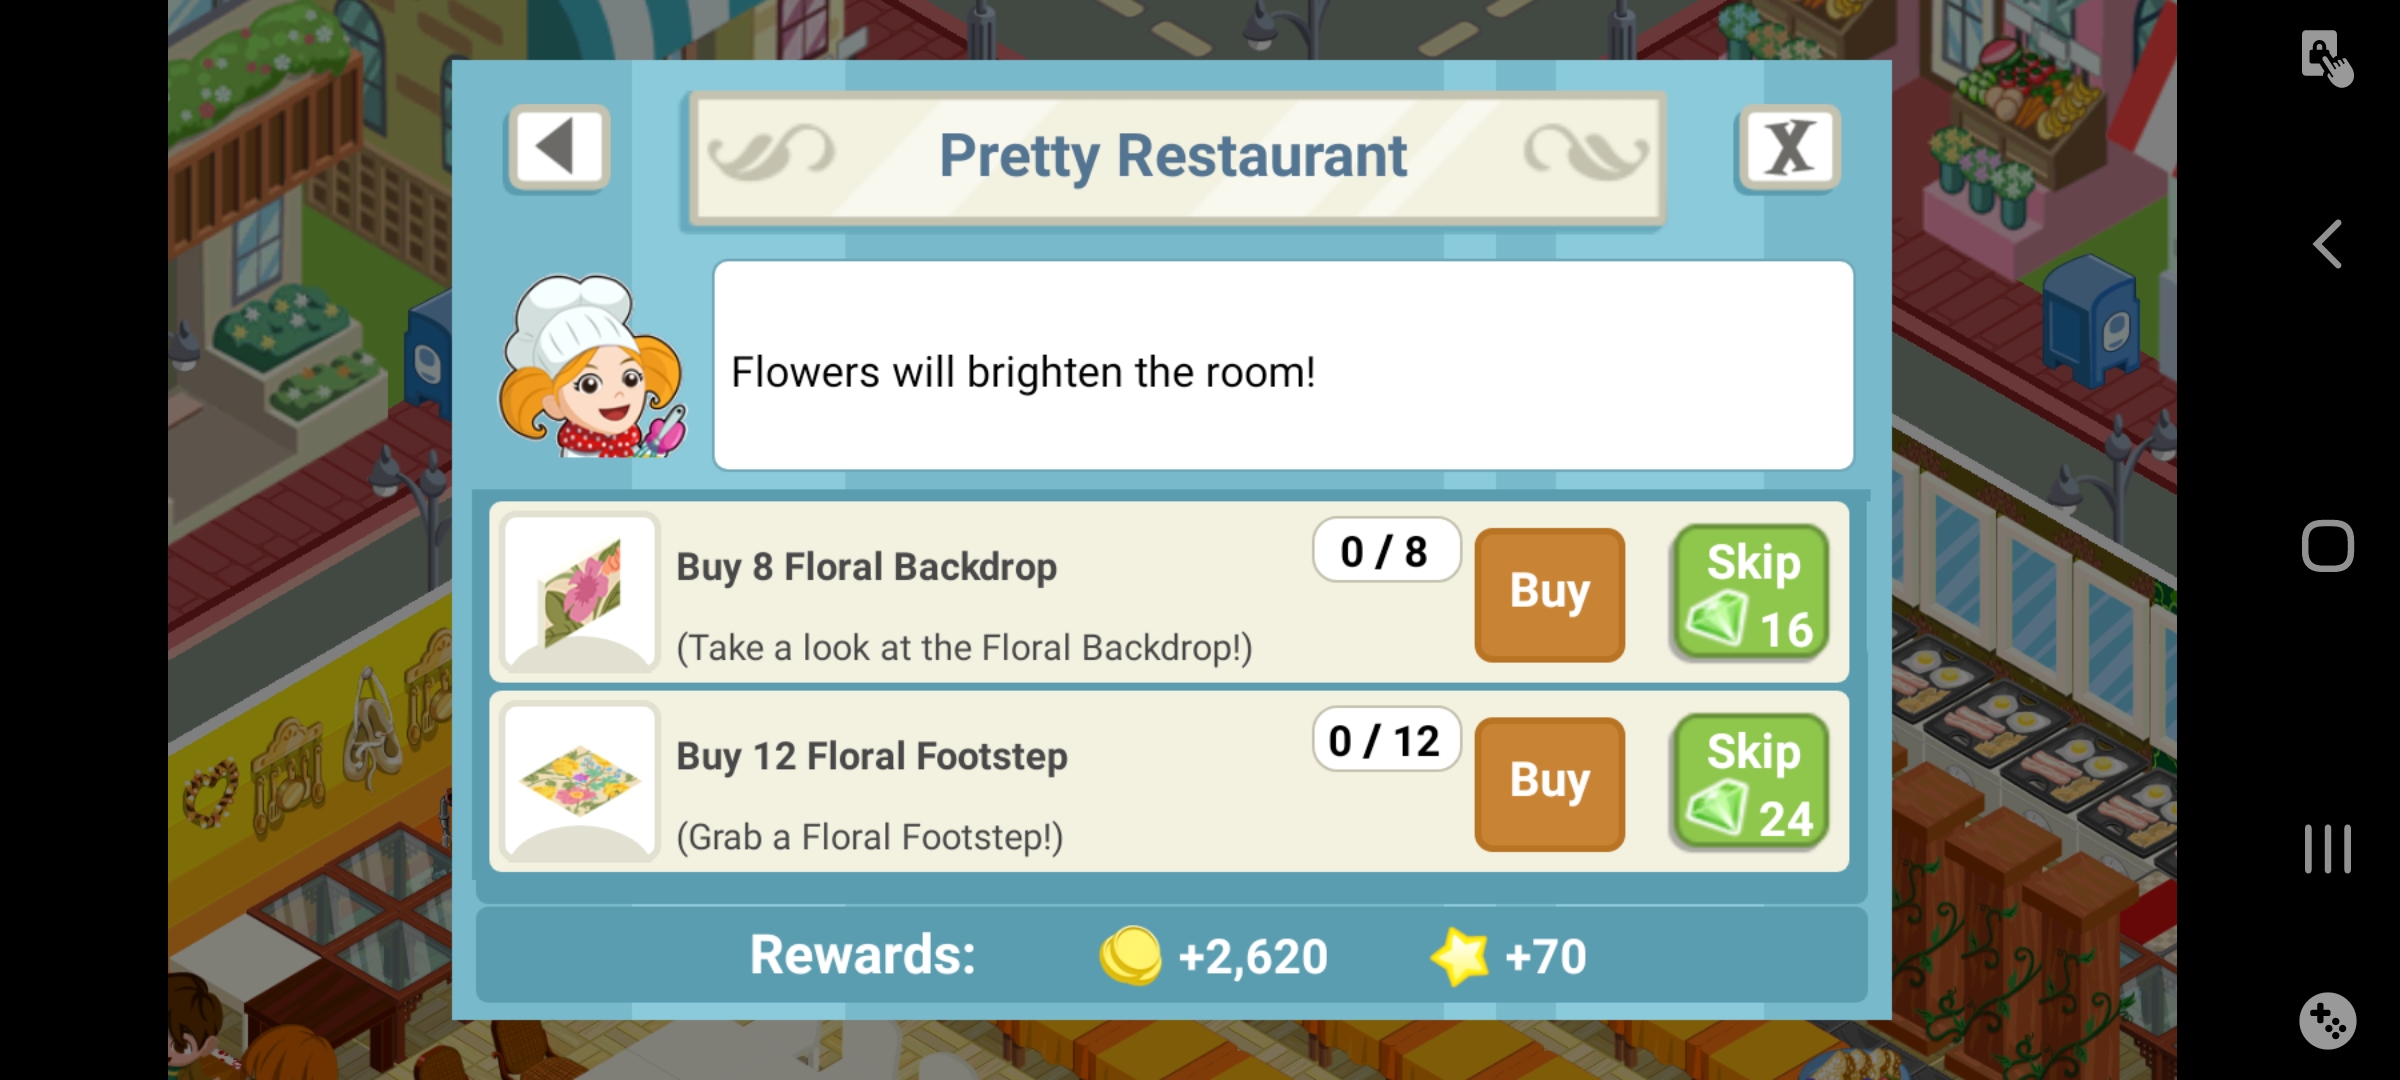 Pretty Restaurant
X
Flowers will brighten the room!
Buy 8 Floral Backdrop
0 / 8
Buy
Skip
16
(Take a look at the Floral Backdrop!)
Buy 12 Floral Footstep
0 / 12
Buy
Skip
24
(Grab a Floral Footstep!)
Rewards: +2,620 +70